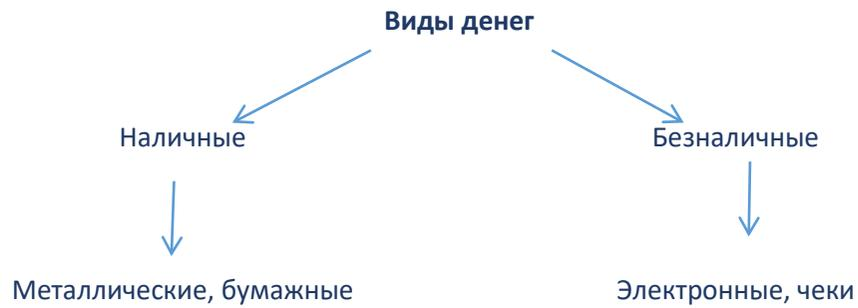 Виды денег
Наличные
Безналичные
Металлические, бумажные
Электронные, чеки